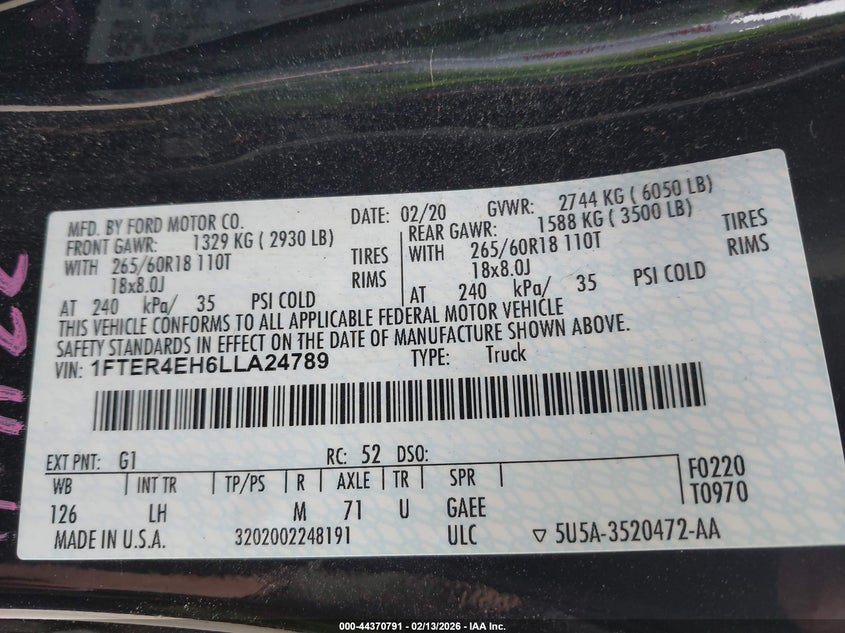 MFD. BY FORD MOTOR CO. DATE: 02/20 GVWR: 2744 KG ( 6050 LB)
FRONT GAWR: 1329 KG ( 2930 LB) REAR GAWR: 1588 KG ( 3500 LB)
WITH 265/60R18 110T TIRES WITH 265/60R18 110T TIRES
18x8.0J RIMS 18x8.0J RIMS
AT 240 kPa/ 35 PSI COLD AT 240 kPa/ 35 PSI COLD
THIS VEHICLE CONFORMS TO ALL APPLICABLE FEDERAL MOTOR VEHICLE
SAFETY STANDARDS IN EFFECT ON THE DATE OF MANUFACTURE SHOWN ABOVE.
VIN: 1FTER4EH6LLA24789 TYPE: Truck
EXT PNT: G1 RC: 52 DSO:
WB INT TR TP/PS R AXLE TR SPR F0220
126 LH M 71 U GAEE T0970
MADE IN U.S.A. 3202002248191 ULC ▽ 5U5A-3520472-AA
000-44370791 - 02/13/2026 - IAA Inc.